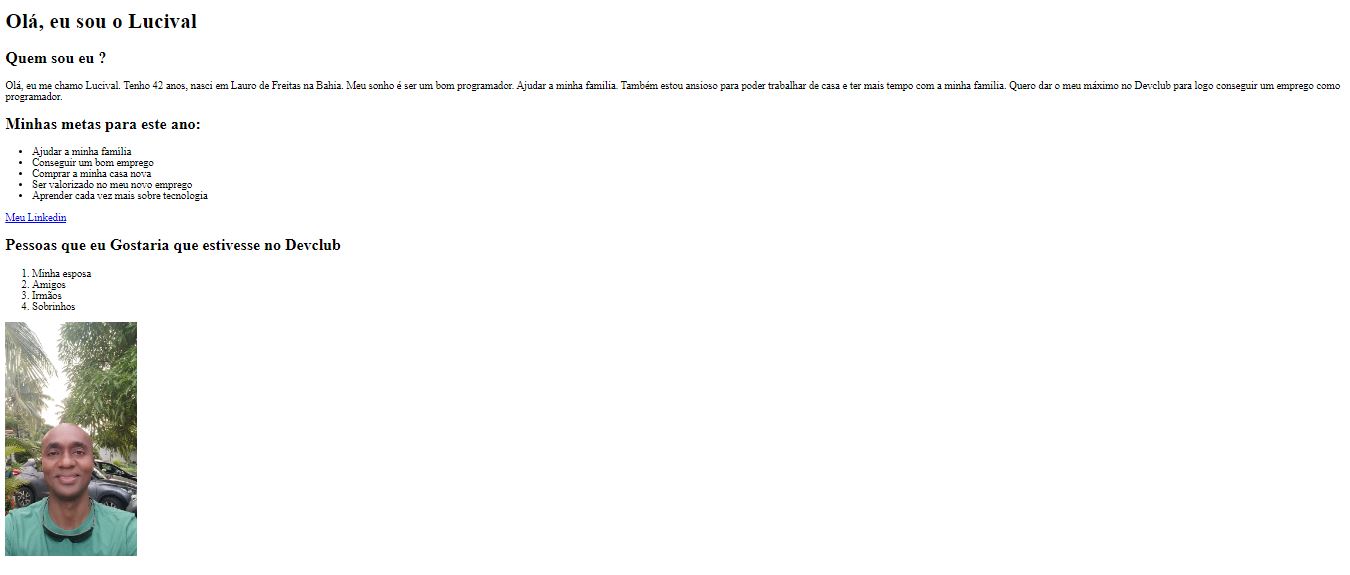 Olá, eu sou o Lucival
Quem sou eu ?
Olá, eu me chamo Lucival. Tenho 42 anos, nasci em Lauro de Freitas na Bahia. Meu sonho é ser um bom programador. Ajudar a minha família. Também estou ansioso para poder trabalhar de casa e ter mais tempo com a minha família. Quero dar o meu máximo no Devclub para logo conseguir um emprego como
programador.
Minhas metas para este ano:
• Ajudar a minha família
• Conseguir um bom emprego
• Comprar a minha casa nova
• Ser valorizado no meu novo emprego
• Aprender cada vez mais sobre tecnologia
Meu Linkedin
Pessoas que eu Gostaria que estivesse no Devclub
1. Minha esposa
2. Amigos
3. Irmãos
4. Sobrinhos